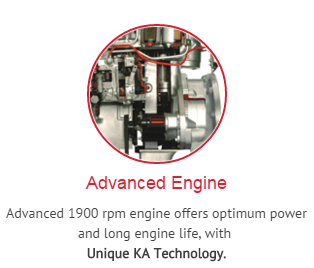 Advanced Engine
Advanced 1900 rpm engine offers optimum power
and long engine life, with
Unique KA Technology.